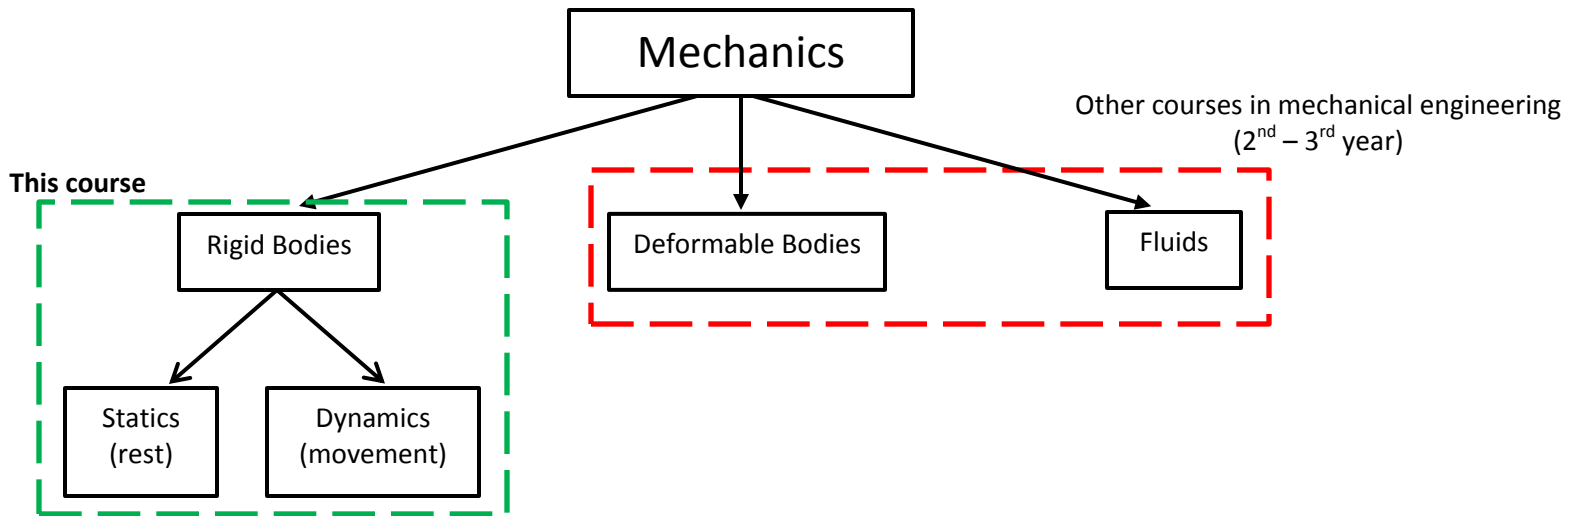 Mechanics
Other courses in mechanical engineering
(2nd – 3rd year)
This course
Rigid Bodies
Deformable Bodies
Fluids
Statics
(rest)
Dynamics
(movement)